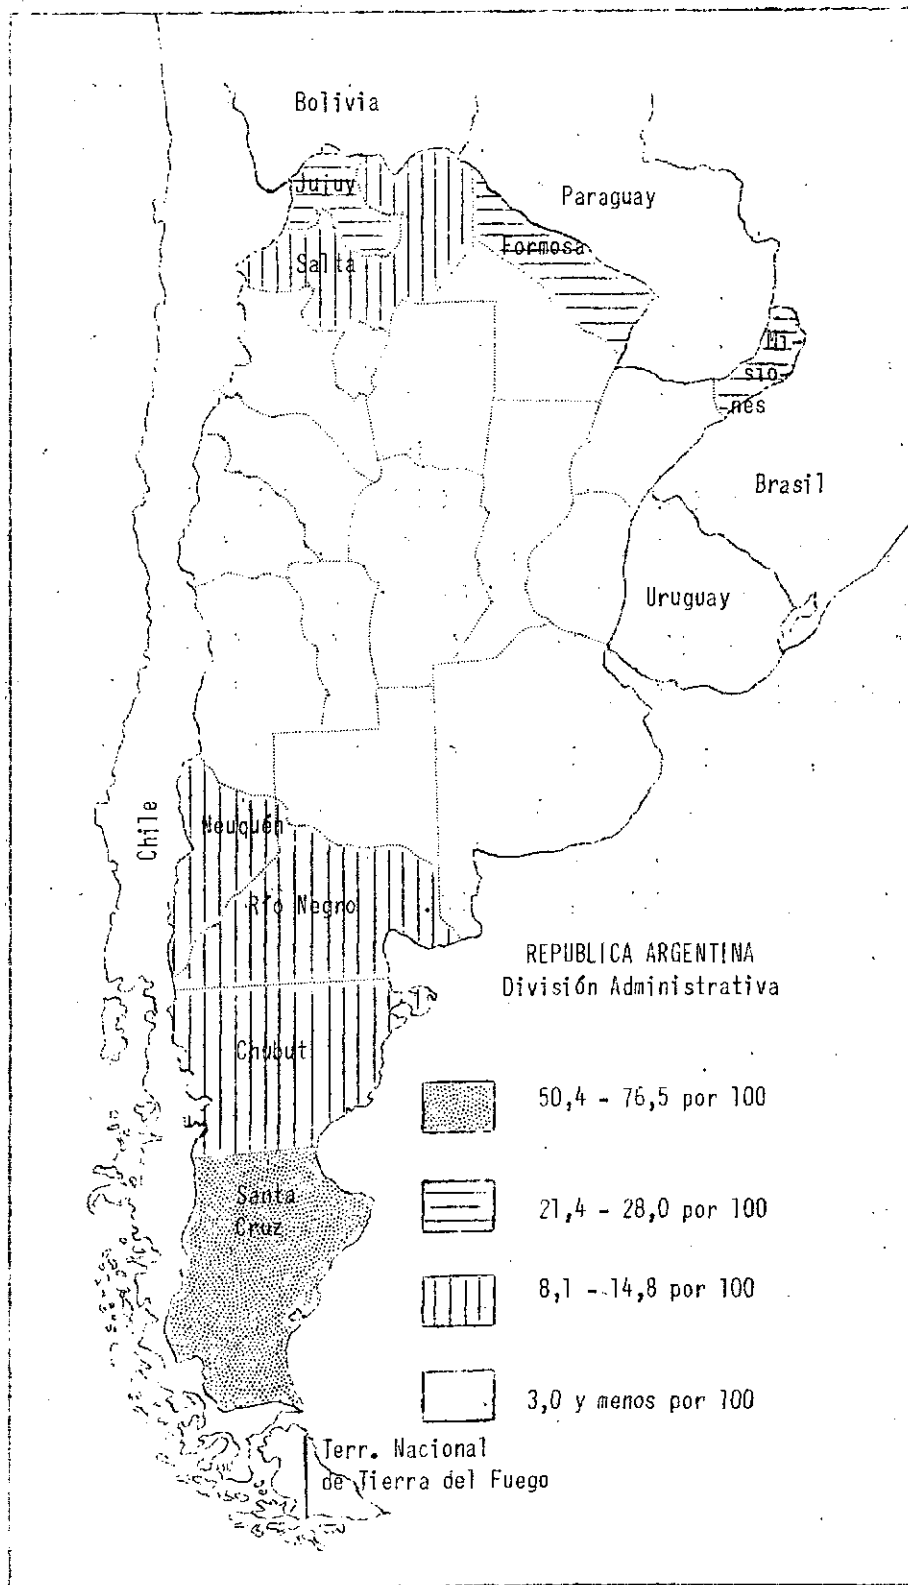 Bolivia
Jujuy
Paraguay
Formosa
Salta
Mi-
sio-
nes
Brasil
Uruguay
Chile
Neuquén
Río Negro
REPUBLICA ARGENTINA
División Administrativa
Chubut
50,4 - 76,5 por 100
Santa
Cruz
21,4 - 28,0 por 100
8,1 - 14,8 por 100
3,0 y menos por 100
Terr. Nacional
de Tierra del Fuego